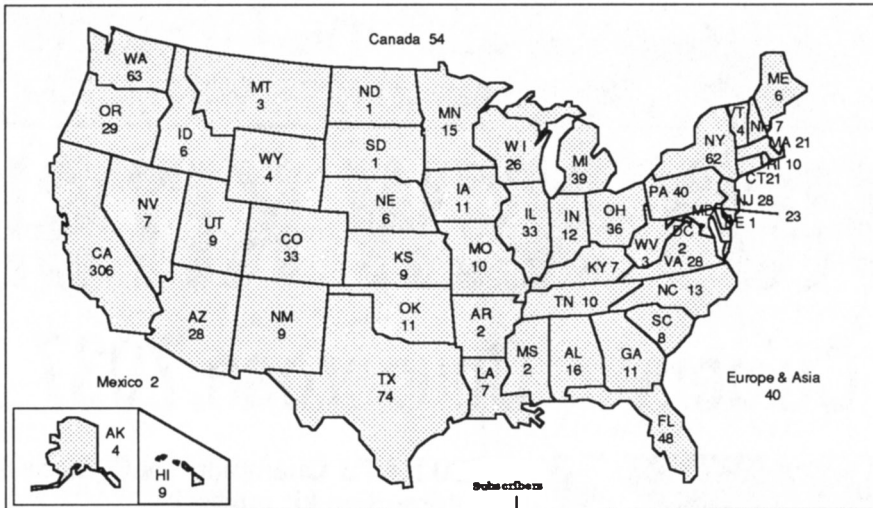 Canada 54
WA
63
MT
3
ND
1
MN
15
ME
6
OR
29
ID
6
WY
4
SD
1
WI
26
MI
39
NY
62
VT
4
NH 7
MA 21
RI 10
CT21
NJ 28
PA 40
MD
23
DE 1
DC
2
NV
7
UT
9
CO
33
NE
6
IA
11
IL
33
IN
12
OH
36
WV
3
VA 28
CA
306
KS
9
MO
10
KY 7
NC 13
AZ
28
NM
9
OK
11
AR
2
TN 10
SC
8
TX
74
LA
7
MS
2
AL
16
GA
11
FL
48
Mexico 2
Europe & Asia
40
AK
4
HI
9
Subscribers